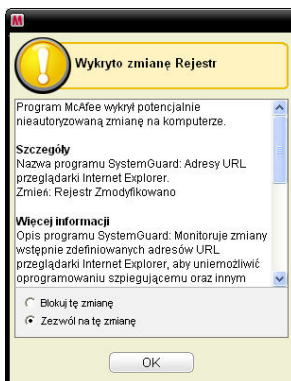 M
Wykryto zmianę Rejestr
Program McAfee wykrył potencjalnie
nieautoryzowaną zmianę na komputerze.
Szczegóły
Nazwa programu SystemGuard: Adresy URL
przeglądarki Internet Explorer.
Zmień: Rejestr Zmodyfikowano
Więcej informacji
Opis programu SystemGuard: Monitoruje zmiany
wstępnie zdefiniowanych adresów URL
przeglądarki Internet Explorer, aby uniemożliwić
oprogramowaniu szpiegującemu oraz innym
Blokuj tę zmianę
Zezwól na tę zmianę
OK